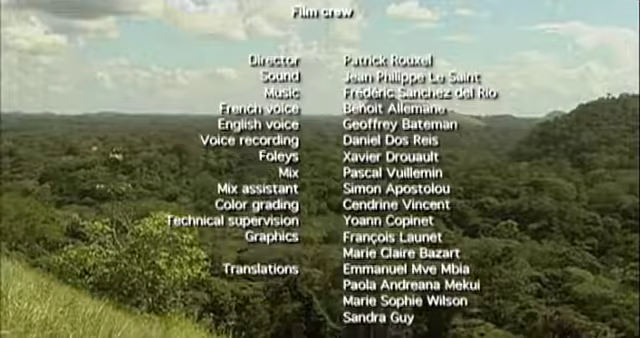 Film crew
Director Patrick Rouxel
Sound Jean Philippe Le Saint
Music Frédéric Sanchez del Rio
French voice Benoît Allemane
English voice Geoffrey Bateman
Voice recording Daniel Dos Reis
Foleys Xavier Drouault
Mix Pascal Vuillemin
Mix assistant Simon Apostolou
Color grading Cendrine Vincent
Technical supervision Yoann Copinet
Graphics François Launet
Marie Claire Bazart
Translations Emmanuel Mve Mbia
Paola Andreana Mekui
Marie Sophie Wilson
Sandra Guy